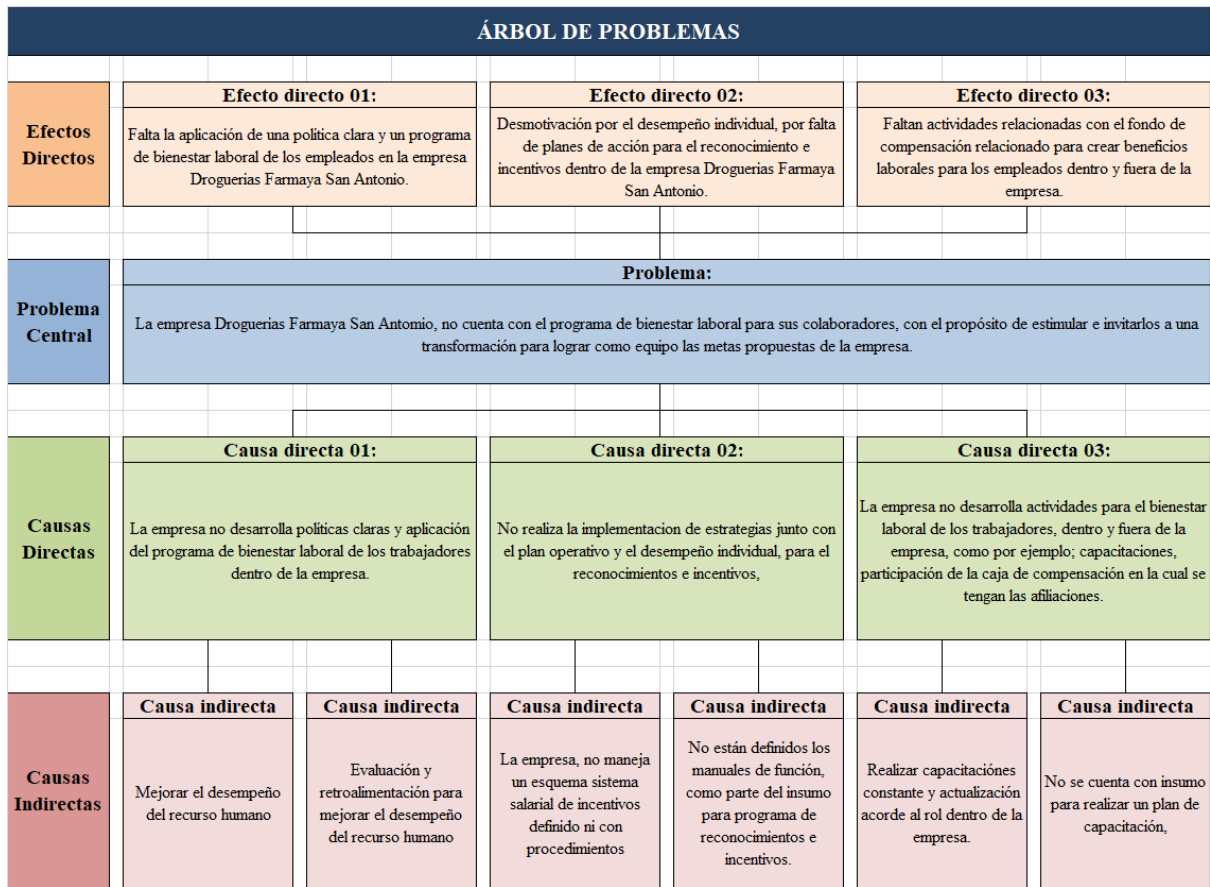 ÁRBOL DE PROBLEMAS
Efectos
Directos
Efecto directo 01:
Falta la aplicación de una política clara y un programa
de bienestar laboral de los empleados en la empresa
Droguerias Farmaya San Antonio.
Efecto directo 02:
Desmotivación por el desempeño individual, por falta
de planes de acción para el reconocimiento e
incentivos dentro de la empresa Droguerias Farmaya
San Antonio.
Efecto directo 03:
Faltan actividades relacionadas con el fondo de
compensación relacionado para crear beneficios
laborales para los empleados dentro y fuera de la
empresa.
Problema
Central
Problema:
La empresa Droguerias Farmaya San Antomio, no cuenta con el programa de bienestar laboral para sus colaboradores, con el propósito de estimular e invitarlos a una
transformación para lograr como equipo las metas propuestas de la empresa.
Causas
Directas
Causa directa 01:
La empresa no desarrolla políticas claras y aplicación
del programa de bienestar laboral de los trabajadores
dentro de la empresa.
Causa directa 02:
No realiza la implementacion de estrategias junto con
el plan operativo y el desempeño individual, para el
reconocimientos e incentivos,
Causa directa 03:
La empresa no desarrolla actividades para el bienestar
laboral de los trabajadores, dentro y fuera de la
empresa, como por ejemplo; capacitaciones,
participación de la caja de compensación en la cual se
tengan las afiliaciones.
Causas
Indirectas
Causa indirecta
Mejorar el desempeño
del recurso humano
Causa indirecta
Evaluación y
retroalimentación para
mejorar el desempeño
del recurso humano
Causa indirecta
La empresa, no maneja
un esquema sistema
salarial de incentivos
definido ni con
procedimientos
Causa indirecta
No están definidos los
manuales de función,
como parte del insumo
para programa de
reconocimientos e
incentivos.
Causa indirecta
Realizar capacitaciónes
constante y actualización
acorde al rol dentro de la
empresa.
Causa indirecta
No se cuenta con insumo
para realizar un plan de
capacitación,